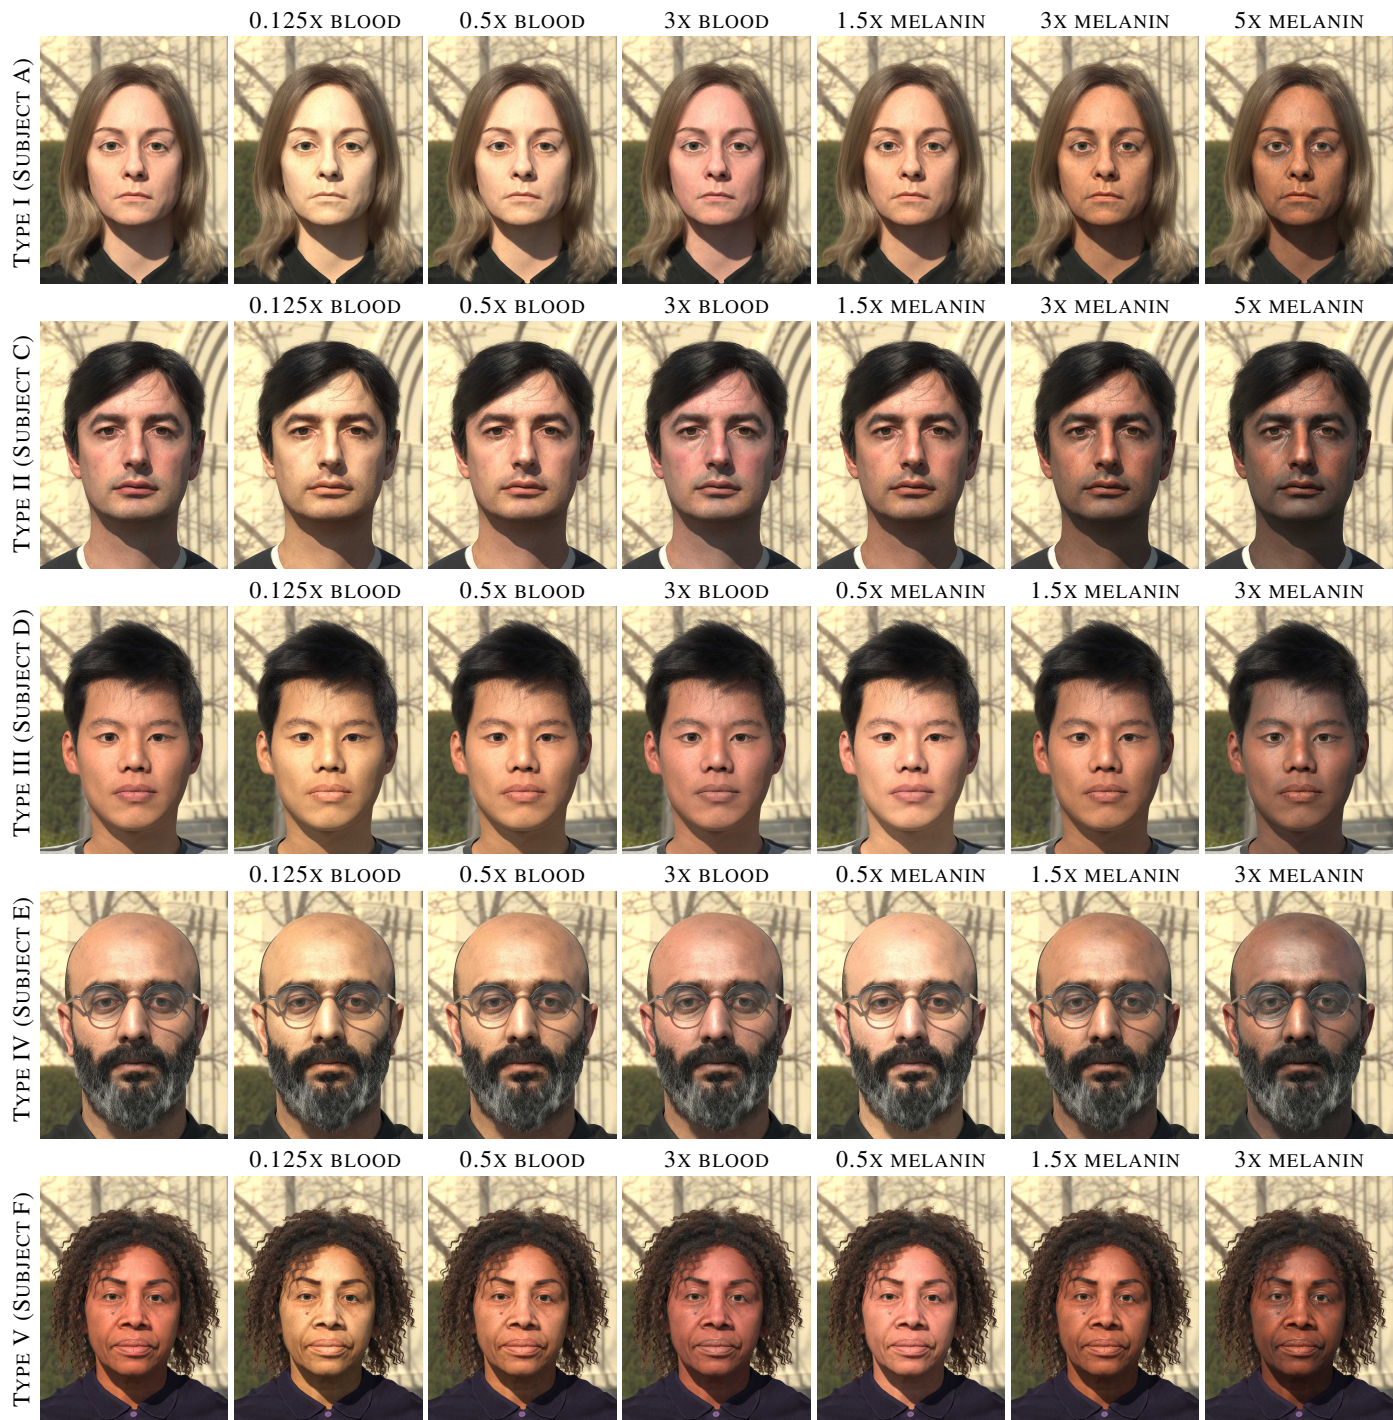 0.125X BLOOD 0.5X BLOOD 3X BLOOD 1.5X MELANIN 3X MELANIN 5X MELANIN
TYPE I (SUBJECT A)
0.125X BLOOD 0.5X BLOOD 3X BLOOD 1.5X MELANIN 3X MELANIN 5X MELANIN
TYPE II (SUBJECT C)
0.125X BLOOD 0.5X BLOOD 3X BLOOD 0.5X MELANIN 1.5X MELANIN 3X MELANIN
TYPE III (SUBJECT D)
0.125X BLOOD 0.5X BLOOD 3X BLOOD 0.5X MELANIN 1.5X MELANIN 3X MELANIN
TYPE IV (SUBJECT E)
0.125X BLOOD 0.5X BLOOD 3X BLOOD 0.5X MELANIN 1.5X MELANIN 3X MELANIN
TYPE V (SUBJECT F)